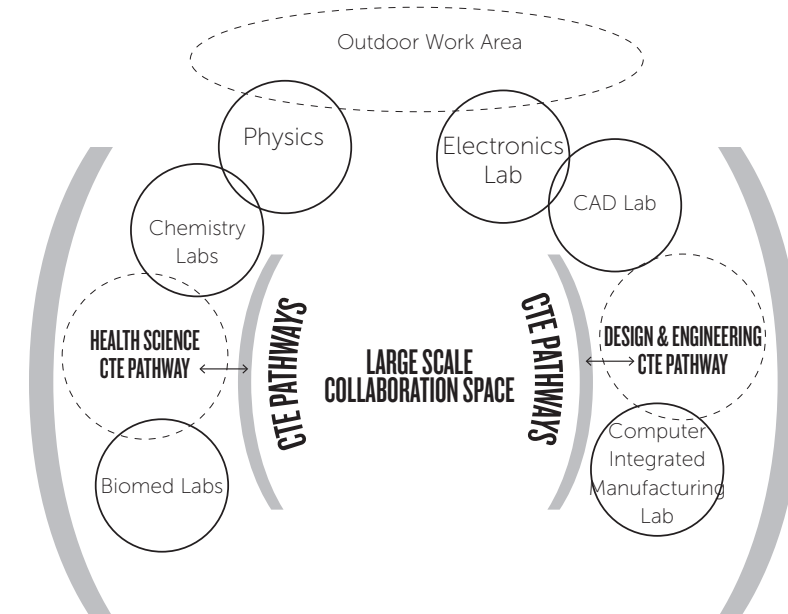 Outdoor Work Area
Physics
Electronics
Lab
Chemistry
Labs
CAD Lab
HEALTH SCIENCE
CTE PATHWAY
CTE PATHWAYS
LARGE SCALE
COLLABORATION SPACE
CTE PATHWAYS
DESIGN & ENGINEERING
CTE PATHWAY
Biomed Labs
Computer
Integrated
Manufacturing
Lab